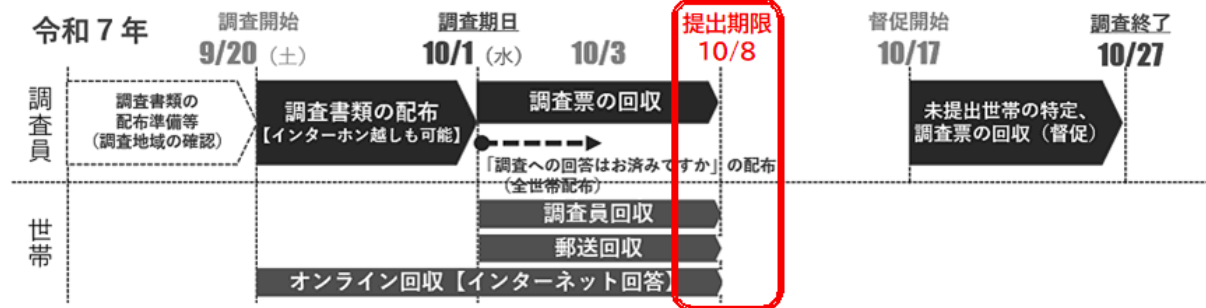 令和７年
調査開始
9/20（土）
調査期日
10/1（水）
10/3
提出期限
10/8
督促開始
10/17
調査終了
10/27
調査員
調査書類の
配布準備等
（調査地域の確認）
調査書類の配布
【インターホン越しも可能】
調査票の回収
「調査への回答はお済みですか」の配布
（全世帯配布）
未提出世帯の特定、
調査票の回収（督促）
世帯
調査員回収
郵送回収
オンライン回収【インターネット回答】